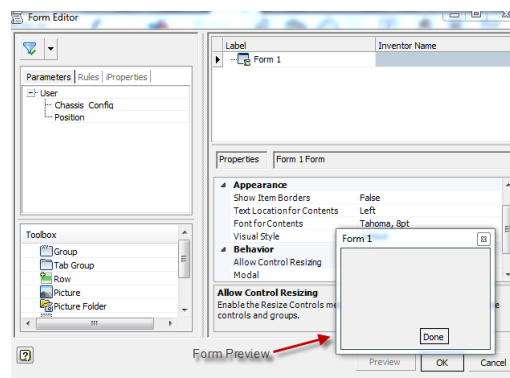 Form Editor
Label Inventor Name
Form 1
Parameters Rules iProperties
User
Chassis Config
Position
Properties Form 1 Form
Appearance
Show Item Borders False
Text Locationfor Contents Left
Font for Contents Tahoma, 8pt
Visual Style
Behavior
Allow Control Resizing
Modal
Allow Control Resizing
Enable the Resize Controls
controls and groups.
Toolbox
Group
Tab Group
Row
Picture
Picture Folder
Form 1
Done
Form Preview
Preview OK Cancel